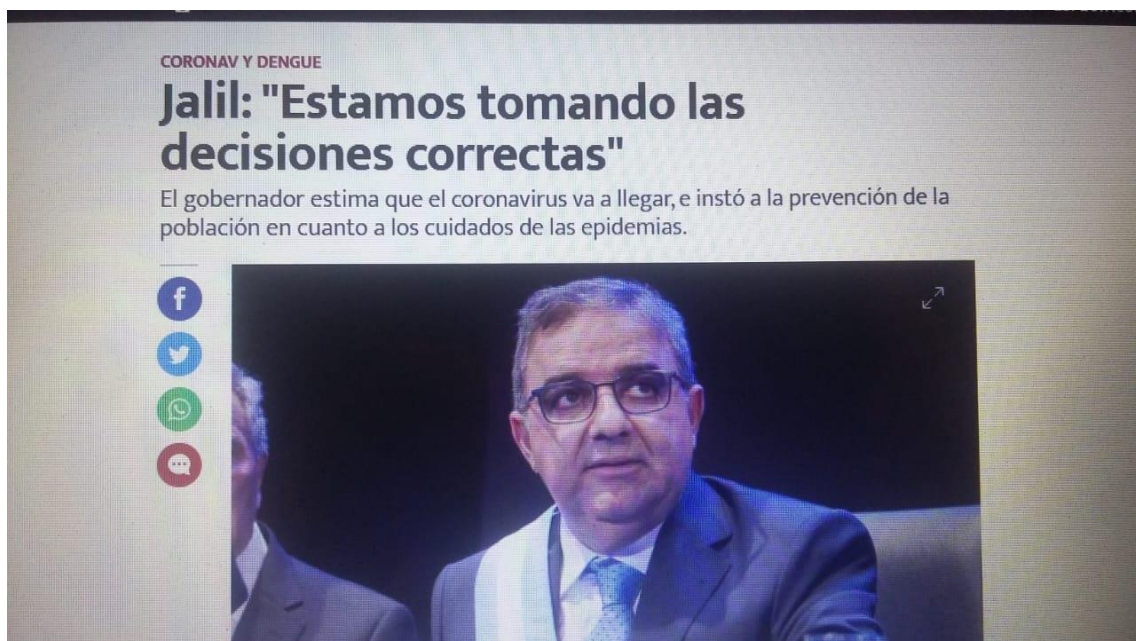 CORONAV Y DENGUE
Jalil: "Estamos tomando las
decisiones correctas"
El gobernador estima que el coronavirus va a llegar, e instó a la prevención de la
población en cuanto a los cuidados de las epidemias.